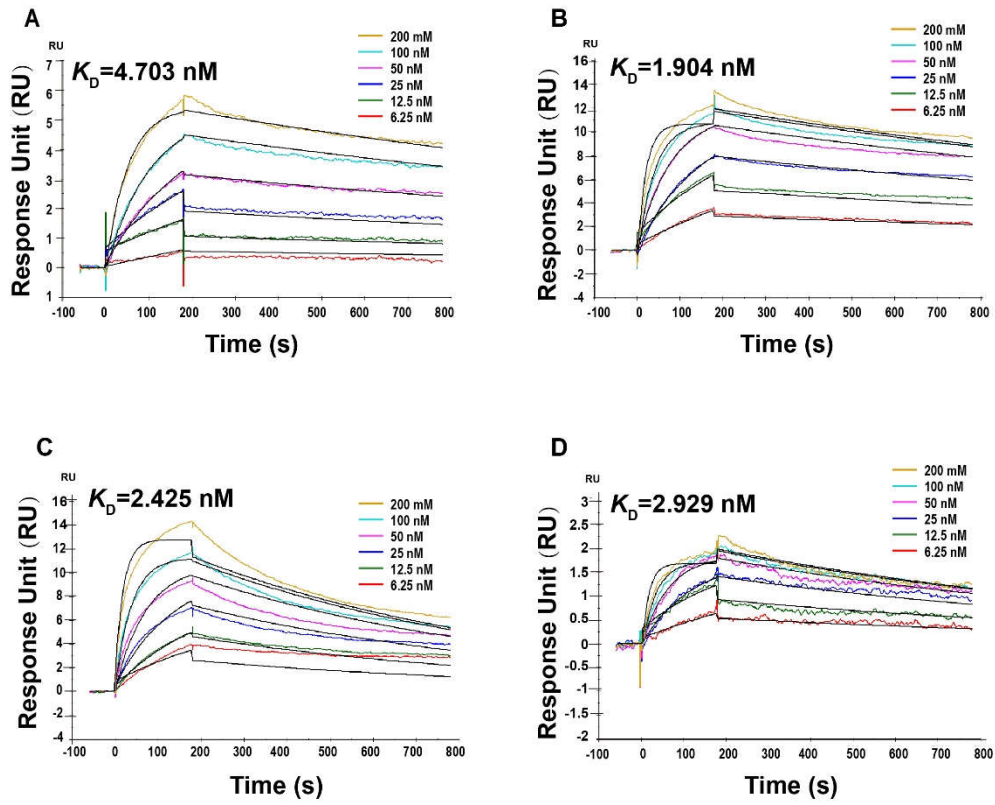 A
RU
K_D=4.703 nM
200 mM
100 nM
50 nM
25 nM
12.5 nM
6.25 nM
Response Unit (RU)
7
6
5
4
3
2
1
0
1
-100 0 100 200 300 400 500 600 700 800
Time (s)
B
RU
K_D=1.904 nM
200 mM
100 nM
50 nM
25 nM
12.5 nM
6.25 nM
Response Unit (RU)
16
14
12
10
8
6
4
2
0
-2
-4
-100 0 100 200 300 400 500 600 700 800
Time (s)
C
RU
K_D=2.425 nM
200 mM
100 nM
50 nM
25 nM
12.5 nM
6.25 nM
Response Unit (RU)
16
14
12
10
8
6
4
2
0
-2
-4
-100 0 100 200 300 400 500 600 700 800
Time (s)
D
RU
K_D=2.929 nM
200 mM
100 nM
50 nM
25 nM
12.5 nM
6.25 nM
Response Unit (RU)
3
2.5
2
1.5
1
0.5
0
-0.5
-1
-1.5
-2
-100 0 100 200 300 400 500 600 700 800
Time (s)